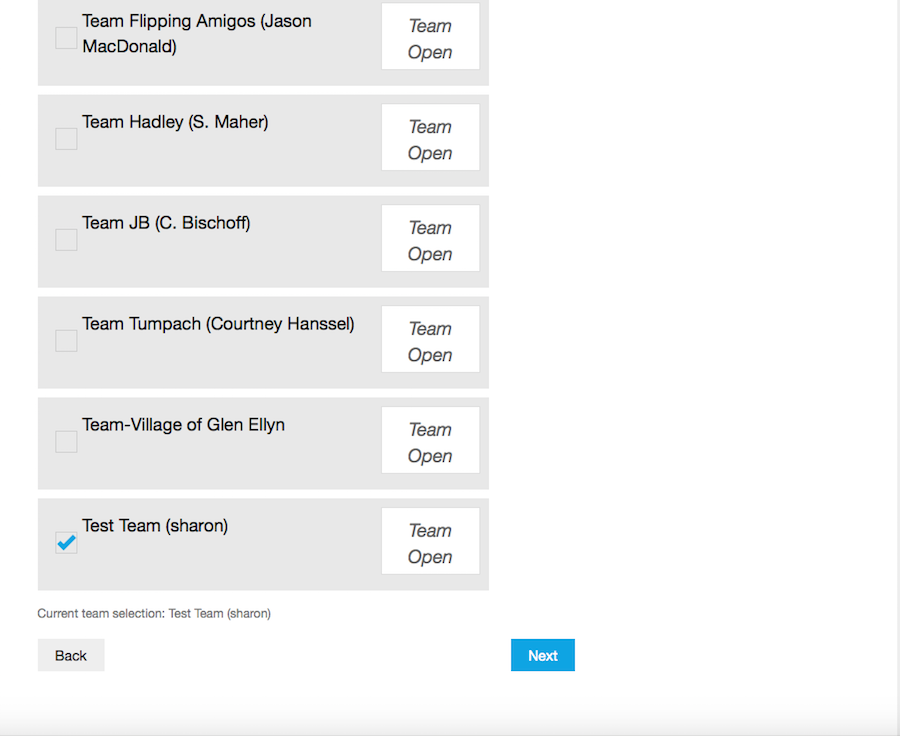 Team Flipping Amigos (Jason
MacDonald)
Team
Open
Team Hadley (S. Maher)
Team
Open
Team JB (C. Bischoff)
Team
Open
Team Tumpach (Courtney Hanssel)
Team
Open
Team-Village of Glen Ellyn
Team
Open
Test Team (sharon)
Team
Open
Current team selection: Test Team (sharon)
Back
Next